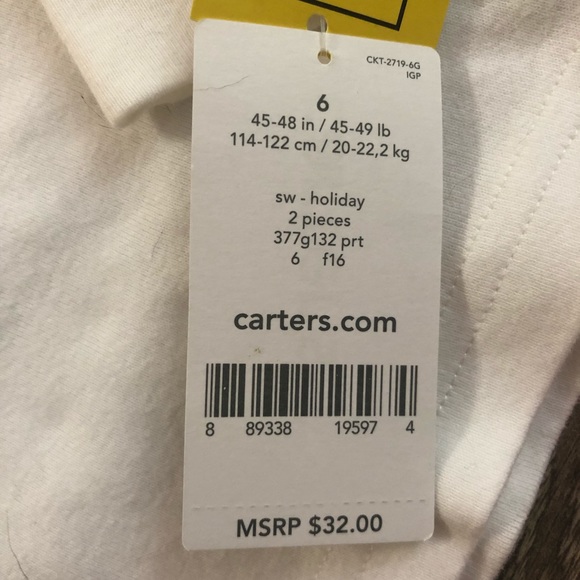 CKT-2719-6G
IGP
6
45-48 in / 45-49 lb
114-122 cm / 20-22,2 kg
sw - holiday
2 pieces
377g132 prt
6 f16
carters.com
8 89338 19597 4
MSRP $32.00